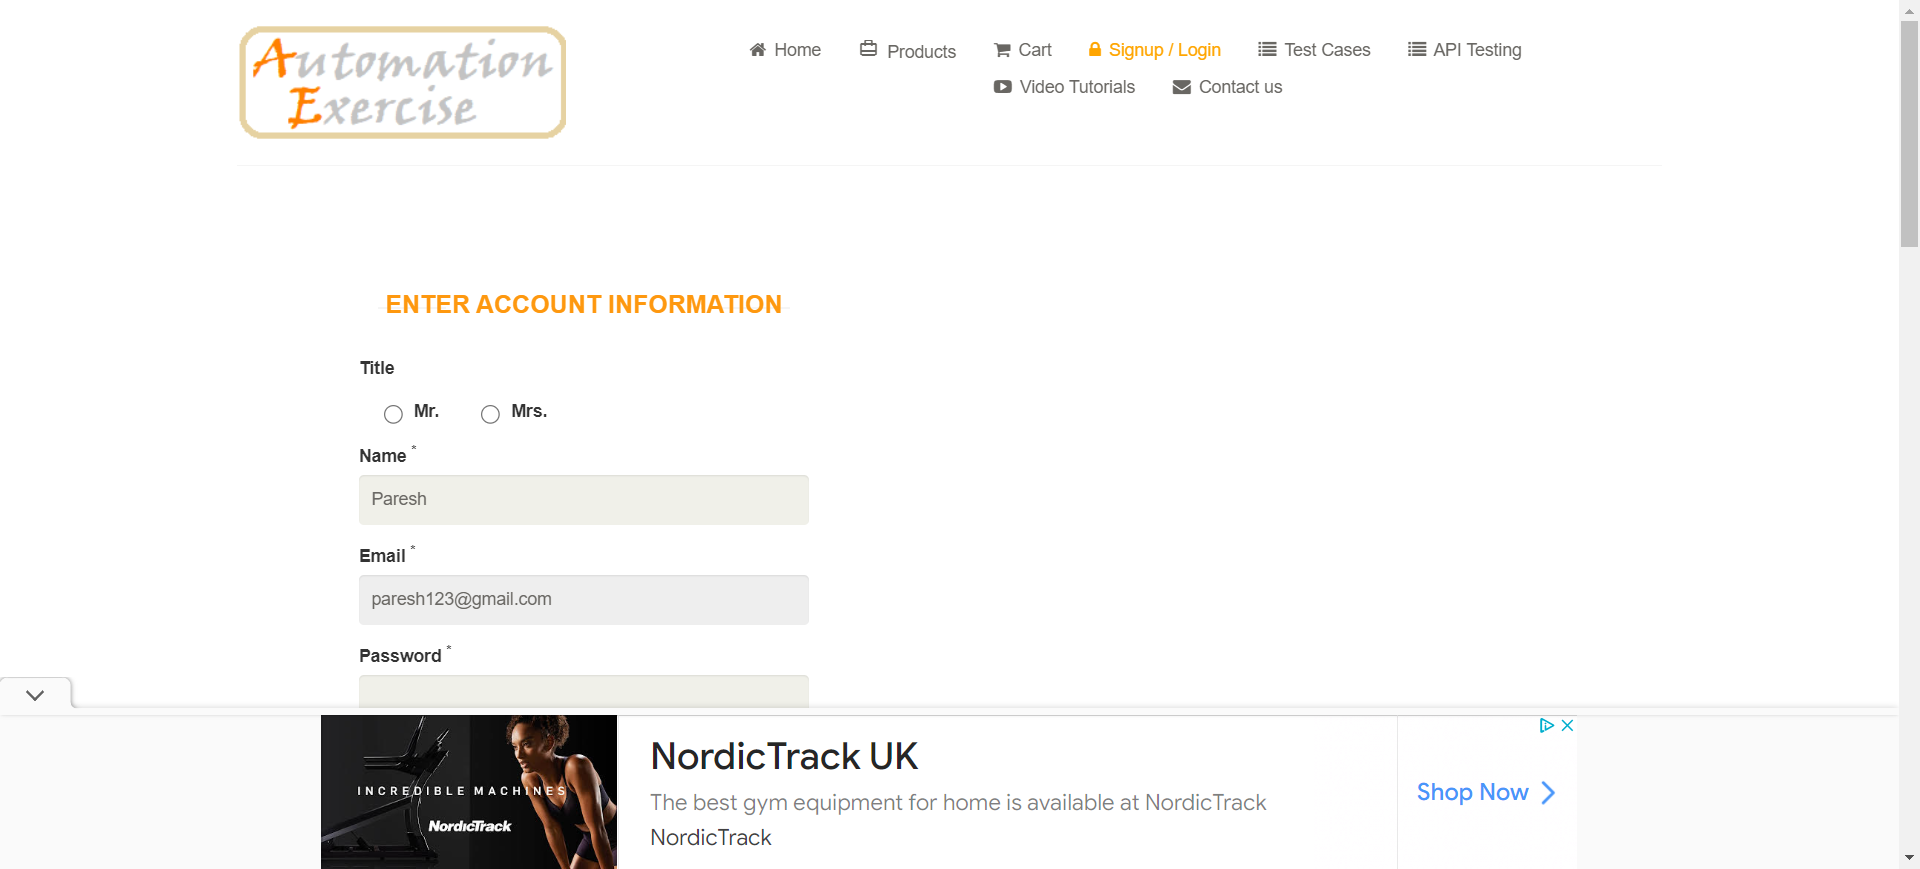 Automation
Exercise
Home Products Cart Signup / Login Test Cases API Testing
Video Tutorials Contact us
ENTER ACCOUNT INFORMATION
Title
Mr. Mrs.
Name *
Paresh
Email *
paresh123@gmail.com
Password *
INCREDIBLE MACHINES
NordicTrack
NordicTrack UK
The best gym equipment for home is available at NordicTrack
NordicTrack
Shop Now